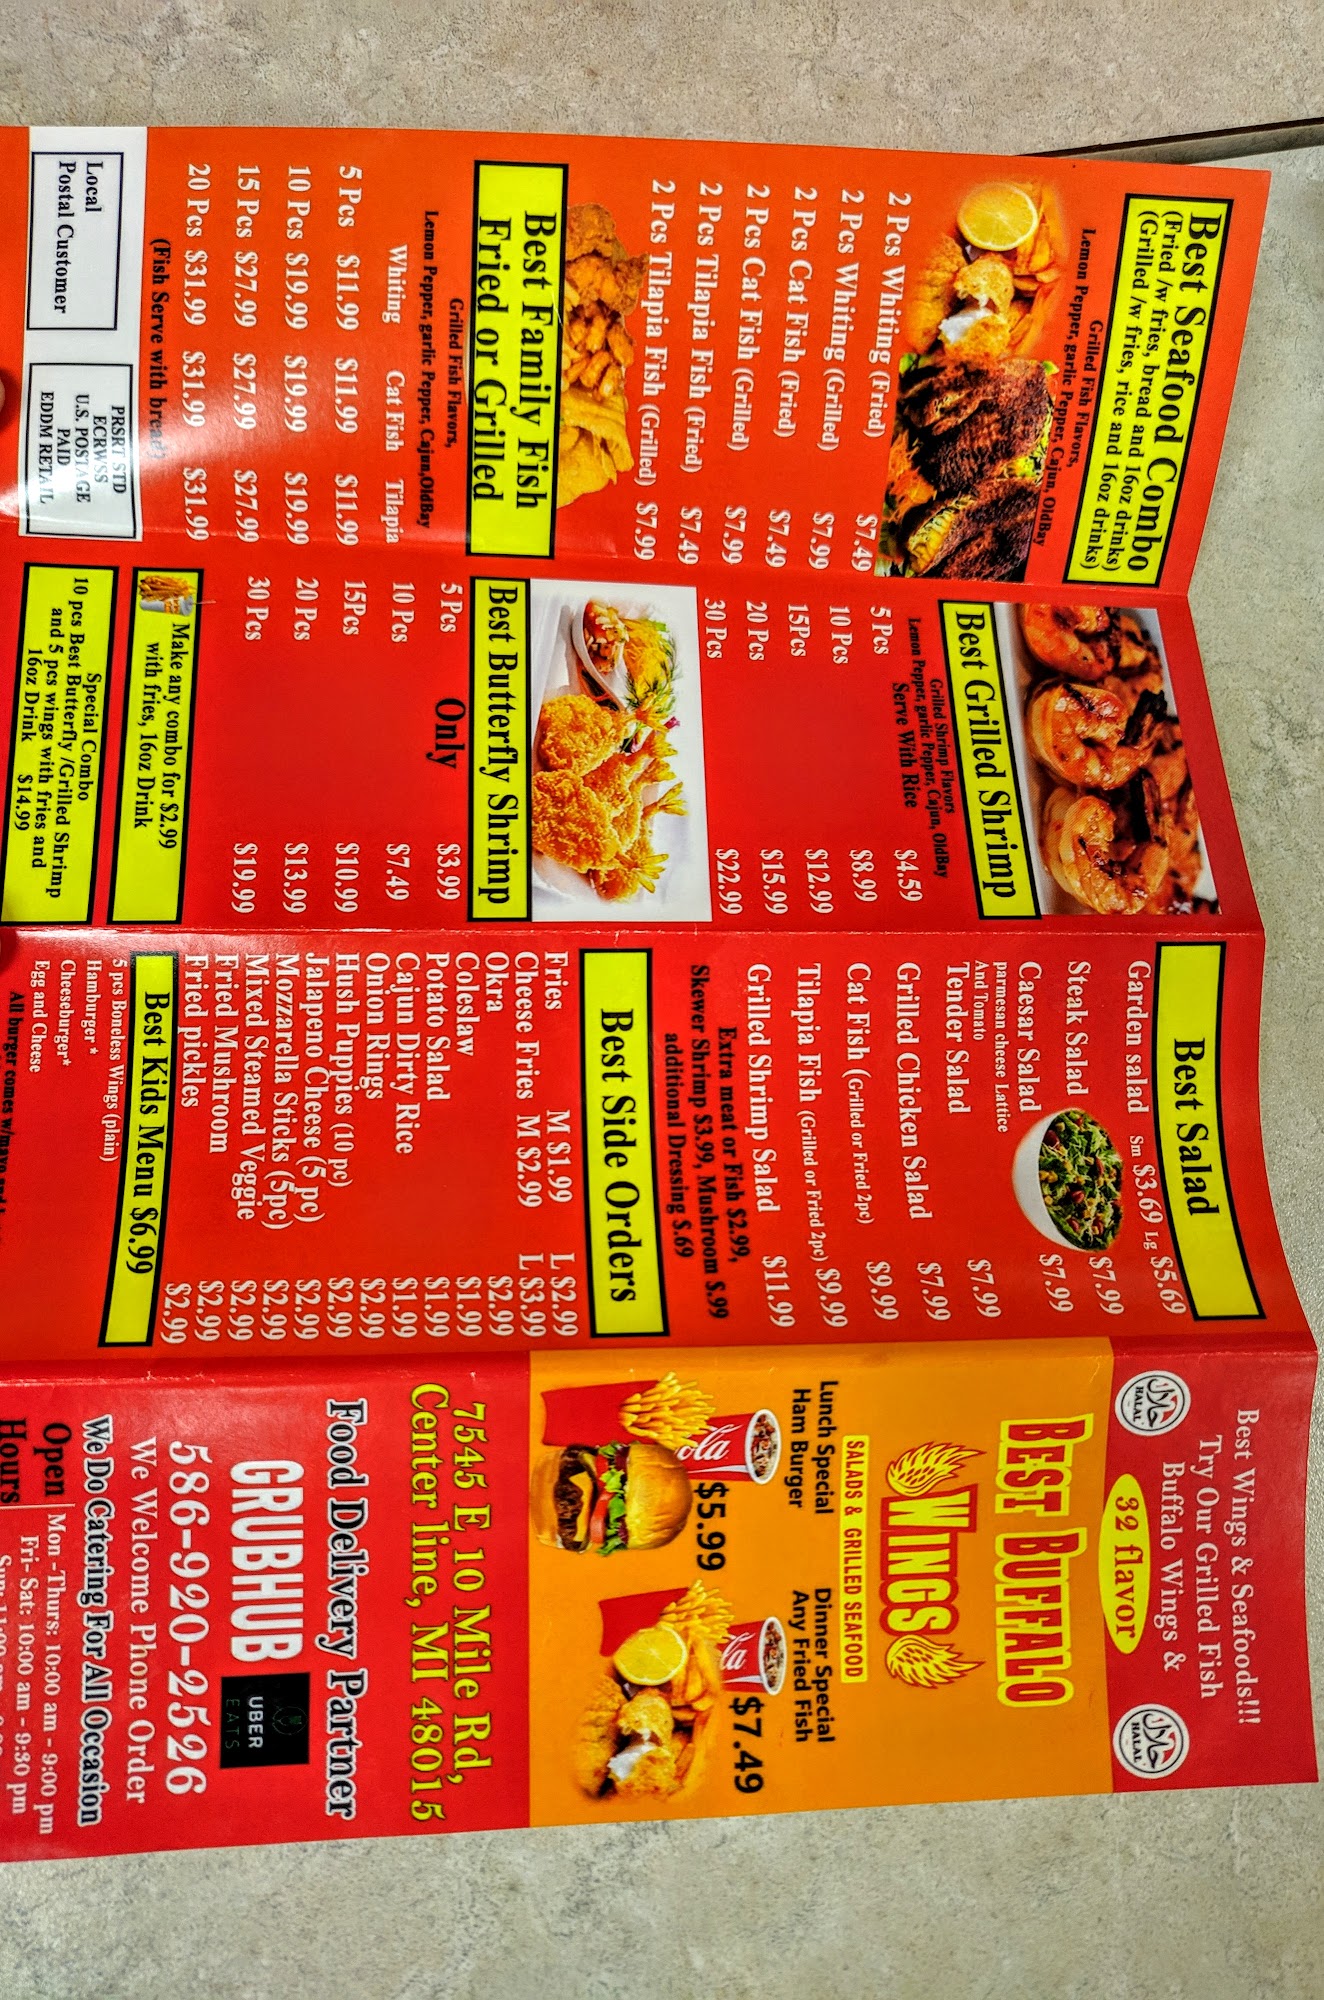 Best Seafood Combo
(Fried /w fries, bread and 16oz drinks)
(Grilled /w fries, rice and 16oz drinks)
Grilled Fish Flavors,
Lemon Pepper, garlic Pepper, Cajun, OldBay
2 Pcs Whiting (Fried) $7.49
2 Pcs Whiting (Grilled) $7.99
2 Pcs Cat Fish (Fried) $7.49
2 Pcs Cat Fish (Grilled) $7.99
2 Pcs Tilapia Fish (Fried) $7.49
2 Pcs Tilapia Fish (Grilled) $7.99
Best Family Fish
Fried or Grilled
Grilled Fish Flavors,
Lemon Pepper, garlic Pepper, Cajun,OldBay
Whiting Cat Fish Tilapia
5 Pcs $11.99 $11.99 $11.99
10 Pcs $19.99 $19.99 $19.99
15 Pcs $27.99 $27.99 $27.99
20 Pcs $31.99 $31.99 $31.99
(Fish Serve with bread)
Local
Postal Customer
PRSRT STD
ECRWSS
U.S. POSTAGE
PAID
EDDM RETAIL
Best Grilled Shrimp
Grilled Shrimp Flavors
Lemon Pepper, garlic Pepper, Cajun, OldBay
Serve With Rice
5 Pcs $4.59
10 Pcs $8.99
15Pcs $12.99
20 Pcs $15.99
30 Pcs $22.99
Best Butterfly Shrimp
Only
5 Pcs $3.99
10 Pcs $7.49
15Pcs $10.99
20 Pcs $13.99
30 Pcs $19.99
Make any combo for $2.99
with fries, 16oz Drink
Special Combo
10 pcs Best Butterfly /Grilled Shrimp
and 5 pcs wings with fries and
16oz Drink $14.99
Best Salad
Garden salad Sm $3.69 Lg $5.69
Steak Salad $7.99
Caesar Salad $7.99
parmesan cheese Lattice
And Tomato
Tender Salad $7.99
Grilled Chicken Salad $7.99
Cat Fish (Grilled or Fried 2pc) $9.99
Tilapia Fish (Grilled or Fried 2pc) $9.99
Grilled Shrimp Salad $11.99
Extra meat or Fish $2.99,
Skewer Shrimp $3.99, Mushroom $.99
additional Dressing $.69
Best Side Orders
Fries M $1.99 L $2.99
Cheese Fries M $2.99 L $3.99
Okra $2.99
Coleslaw $1.99
Potato Salad $1.99
Cajun Dirty Rice $1.99
Onion Rings $2.99
Hush Puppies (10 pc) $2.99
Jalapeno Cheese (5 pc) $2.99
Mozzarella Sticks (5pc) $2.99
Mixed Steamed Veggie $2.99
Fried Mushroom $2.99
Fried pickles $2.99
Best Kids Menu $6.99
5 pcs Boneless Wings (plain)
Hamburger *
Cheeseburger*
Egg and Cheese
All burger comes w/mayo and
Best Wings & Seafoods!!!
Try Our Grilled Fish
Buffalo Wings &
32 flavor
حلال
HALAL
حلال
HALAL
BEST BUFFALO
WINGS
SALADS & GRILLED SEAFOOD
Lunch Special
Ham Burger
$5.99
Dinner Special
Any Fried Fish
$7.49
7545 E 10 Mile Rd,
Center line, MI 48015
Food Delivery Partner
GRUBHUB
UBER
EATS
586-920-2526
We Welcome Phone Order
We Do Catering For All Occasion
Open
Hours
Mon -Thurs: 10:00 am - 9:00 pm
Fri- Sat: 10:00 am - 9:30 pm